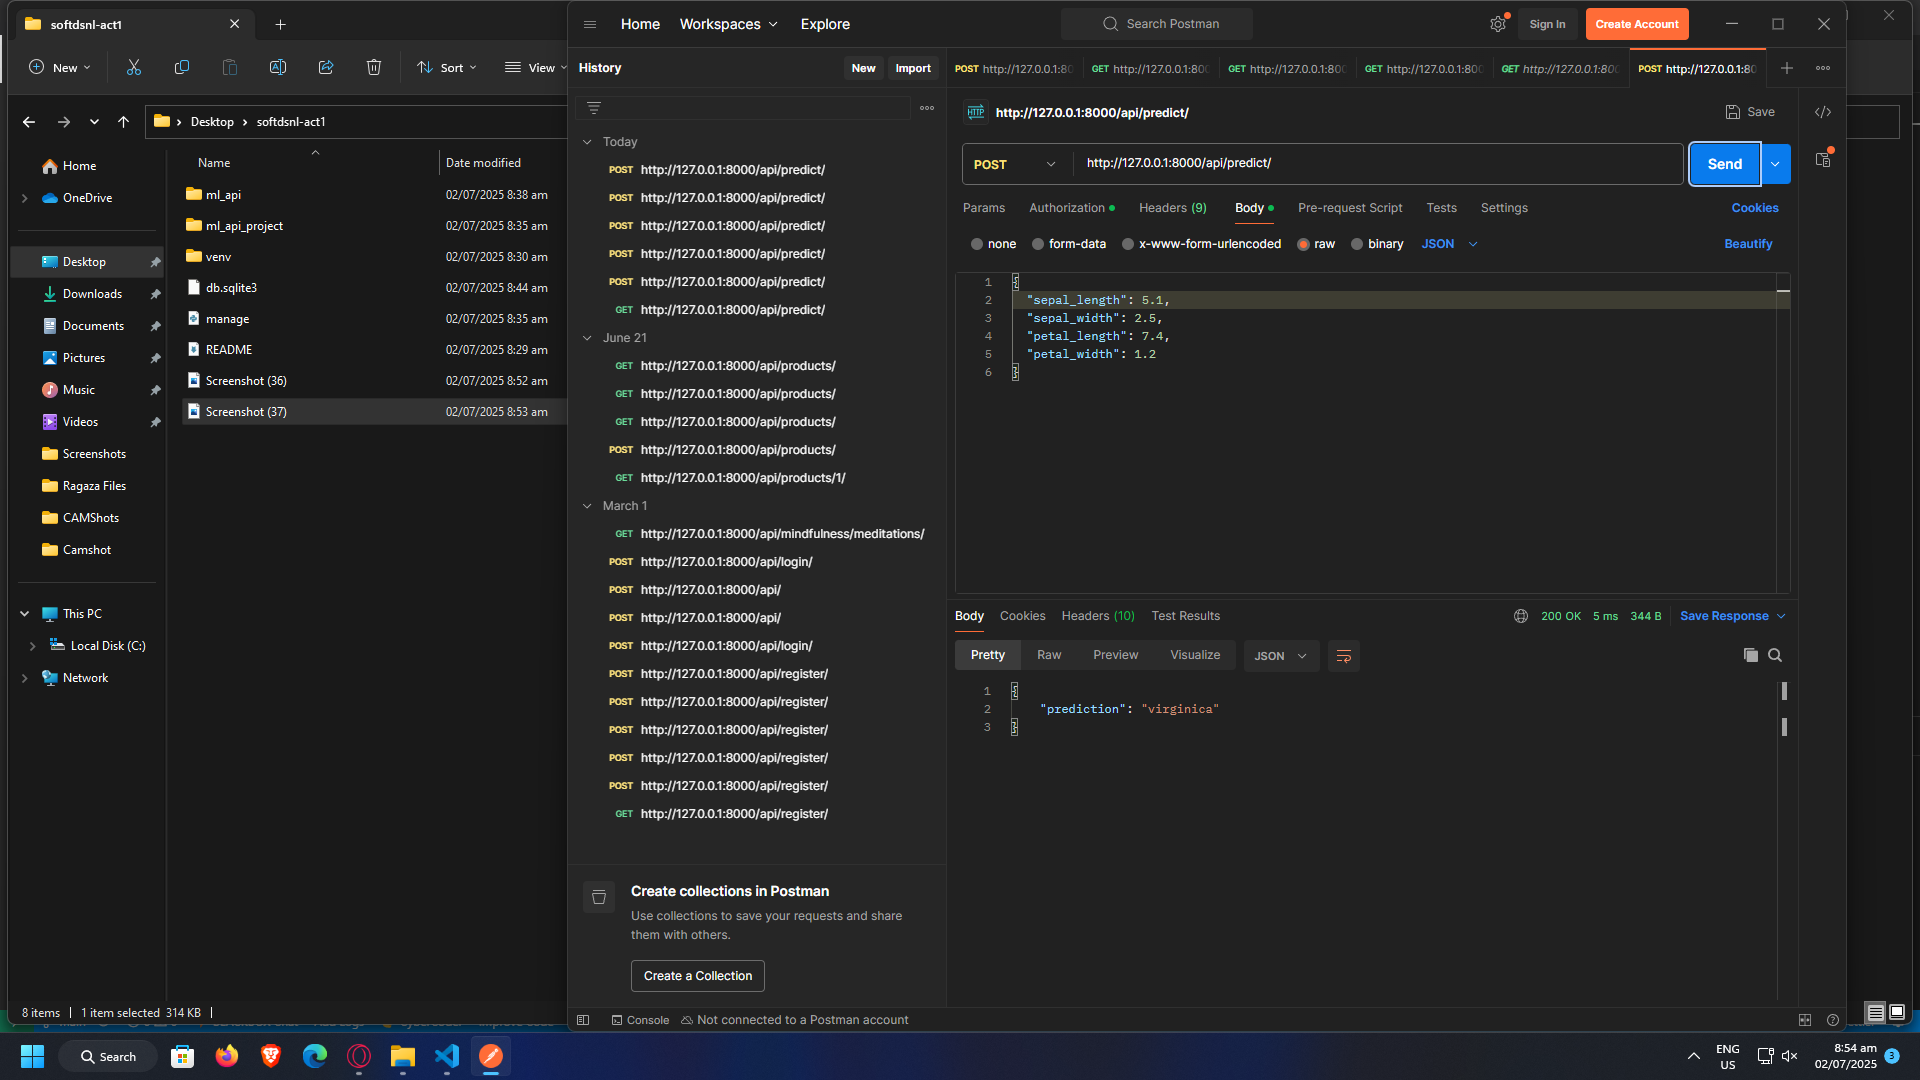 softdsnl-act1
New
Sort
View
Desktop
softdsnl-act1
Name
Date modified
Home
OneDrive
Desktop
Downloads
Documents
Pictures
Music
Videos
Screenshots
Ragaza Files
CAMShots
Camshot
This PC
Local Disk (C:)
Network
ml_api 02/07/2025 8:38 am
ml_api_project 02/07/2025 8:35 am
venv 02/07/2025 8:30 am
db.sqlite3 02/07/2025 8:44 am
manage 02/07/2025 8:35 am
README 02/07/2025 8:29 am
Screenshot (36) 02/07/2025 8:52 am
Screenshot (37) 02/07/2025 8:53 am
8 items 1 item selected 314 KB
Home Workspaces Explore
Search Postman
Sign In
Create Account
History
New Import
Today
POST http://127.0.0.1:8000/api/predict/
POST http://127.0.0.1:8000/api/predict/
POST http://127.0.0.1:8000/api/predict/
POST http://127.0.0.1:8000/api/predict/
POST http://127.0.0.1:8000/api/predict/
GET http://127.0.0.1:8000/api/predict/
June 21
GET http://127.0.0.1:8000/api/products/
GET http://127.0.0.1:8000/api/products/
GET http://127.0.0.1:8000/api/products/
POST http://127.0.0.1:8000/api/products/
GET http://127.0.0.1:8000/api/products/1/
March 1
GET http://127.0.0.1:8000/api/mindfulness/meditations/
POST http://127.0.0.1:8000/api/login/
POST http://127.0.0.1:8000/api/
POST http://127.0.0.1:8000/api/
POST http://127.0.0.1:8000/api/login/
POST http://127.0.0.1:8000/api/register/
POST http://127.0.0.1:8000/api/register/
POST http://127.0.0.1:8000/api/register/
POST http://127.0.0.1:8000/api/register/
POST http://127.0.0.1:8000/api/register/
GET http://127.0.0.1:8000/api/register/
Create collections in Postman
Use collections to save your requests and share
them with others.
Create a Collection
POST http://127.0.0.1:80 GET http://127.0.0.1:800 GET http://127.0.0.1:800 GET http://127.0.0.1:800 GET http://127.0.0.1:800 POST http://127.0.0.1:80
HTTP http://127.0.0.1:8000/api/predict/
Save
POST http://127.0.0.1:8000/api/predict/
Send
Params Authorization Headers (9) Body Pre-request Script Tests Settings Cookies
none form-data x-www-form-urlencoded raw binary JSON Beautify
1 {
2 "sepal_length": 5.1,
3 "sepal_width": 2.5,
4 "petal_length": 7.4,
5 "petal_width": 1.2
6 }
Body Cookies Headers (10) Test Results 200 OK 5 ms 344 B Save Response
Pretty Raw Preview Visualize JSON
1 {
2 "prediction": "virginica"
3 }
Console Not connected to a Postman account
Search
ENG
US
8:54 am
02/07/2025
3